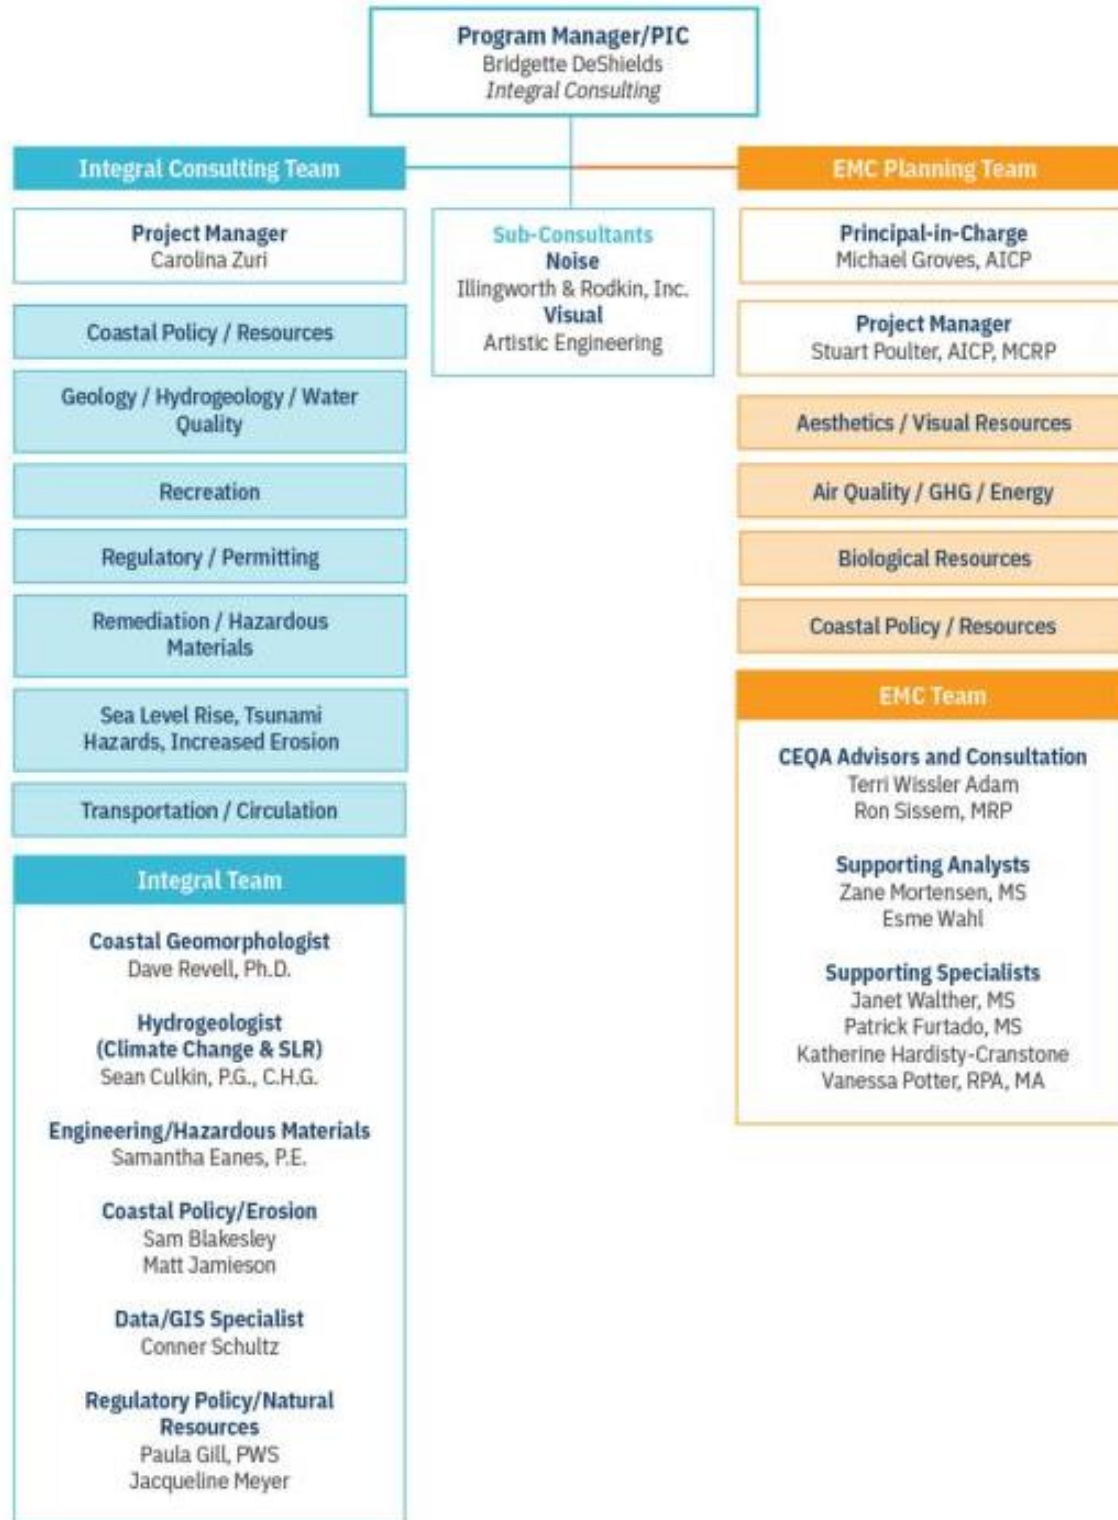 Program Manager/PIC
Bridgette DeShields
Integral Consulting
Integral Consulting Team
Project Manager
Carolina Zuri
Coastal Policy / Resources
Geology / Hydrogeology / Water
Quality
Recreation
Regulatory / Permitting
Remediation / Hazardous
Materials
Sea Level Rise, Tsunami
Hazards, Increased Erosion
Transportation / Circulation
Integral Team
Coastal Geomorphologist
Dave Revell, Ph.D.
Hydrogeologist
(Climate Change & SLR)
Sean Culkin, P.G., C.H.G.
Engineering/Hazardous Materials
Samantha Eanes, P.E.
Coastal Policy/Erosion
Sam Blakesley
Matt Jamieson
Data/GIS Specialist
Conner Schultz
Regulatory Policy/Natural
Resources
Paula Gill, PWS
Jacqueline Meyer
Sub-Consultants
Noise
Illingworth & Rodkin, Inc.
Visual
Artistic Engineering
EMC Planning Team
Principal-in-Charge
Michael Groves, AICP
Project Manager
Stuart Poulter, AICP, MCRP
Aesthetics / Visual Resources
Air Quality / GHG / Energy
Biological Resources
Coastal Policy / Resources
EMC Team
CEQA Advisors and Consultation
Terri Wissler Adam
Ron Sissem, MRP
Supporting Analysts
Zane Mortensen, MS
Esme Wahl
Supporting Specialists
Janet Walther, MS
Patrick Furtado, MS
Katherine Hardisty-Cranstone
Vanessa Potter, RPA, MA